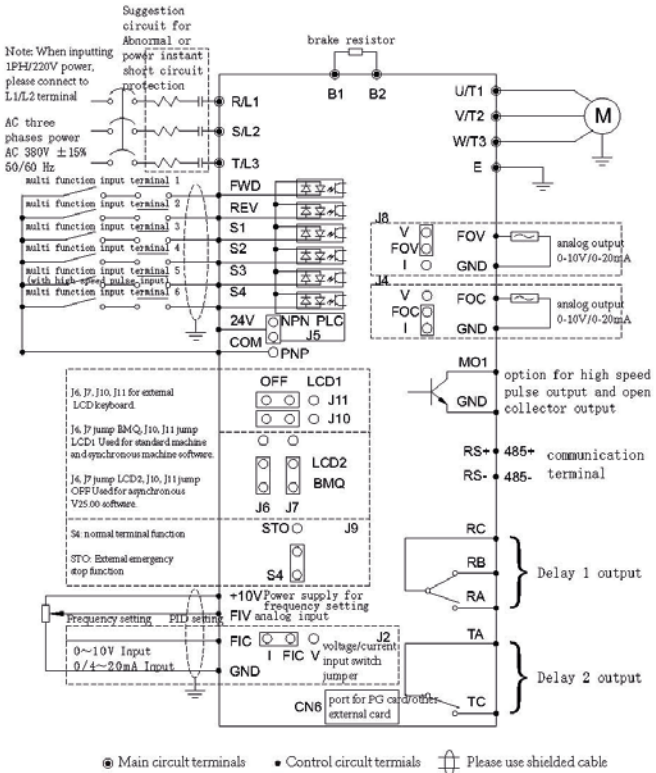 Suggestion
circuit for
Abnormal or
power instant
short circuit
protection
Note: When inputting
1PH/220V power,
please connect to
L1/L2 terminal
AC three
phases power
AC 380V ±15%
50/60 Hz
brake resistor
B1 B2
R/L1
S/L2
T/L3
U/T1
V/T2
W/T3
E
M
multi function input terminal 1
multi function input terminal 2
multi function input terminal 3
multi function input terminal 4
multi function input terminal 5
(with high speed pulse input)
multi function input terminal 6
FWD
REV
S1
S2
S3
S4
24V
COM
NPN PLC
J5
PNP
J8
V
FOV
I
FOV
GND
analog output
0-10V/0-20mA
J4
V
FOC
I
FOC
GND
analog output
0-10V/0-20mA
MO1
GND
option for high speed
pulse output and open
collector output
RS+ 485+
RS- 485-
communication
terminal
J6, J7, J10, J11 for external
LCD keyboard.
J6, J7 jump BMQ, J10, J11 jump
LCD1 Used for standard machine
and synchronous machine software.
J6, J7 jump LCD2, J10, J11 jump
OFF Used for asynchronous
V25.00 software.
OFF LCD1
J11
J10
LCD2
BMQ
J6 J7
S4: normal terminal function
STO: External emergency
stop function
STO J9
S4
RC
RB
RA
Delay 1 output
TA
TC
Delay 2 output
+10V Power supply for
frequency setting
FIV analog input
Frequency setting PID setting
0~10V Input
0/4~20mA Input
FIC
I FIC V
J2
voltage/current
input switch
jumper
GND
CN6
port for PG card/other
external card
Main circult terminals Control circult termials Please use shielded cable